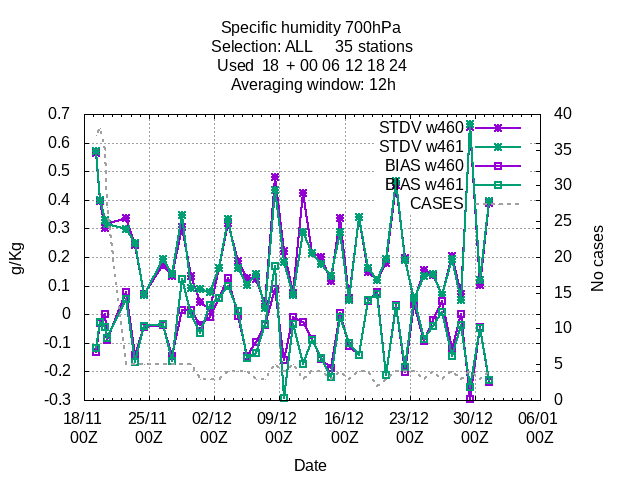 Specific humidity 700hPa
Selection: ALL     35 stations
Used  18  + 00 06 12 18 24
Averaging window: 12h
0.7
0.6
0.5
0.4
0.3
0.2
0.1
0
-0.1
-0.2
-0.3
g/Kg
40
35
30
25
20
15
10
5
0
No cases
STDV w460
STDV w461
BIAS w460
BIAS w461
CASES
18/11 25/11 02/12 09/12 16/12 23/12 30/12 06/01
00Z 00Z 00Z 00Z 00Z 00Z 00Z 00Z
Date